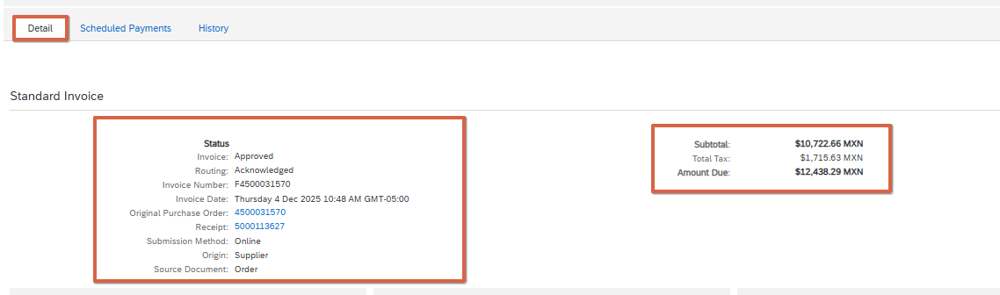 Detail Scheduled Payments History
Standard Invoice
Status
Invoice: Approved
Routing: Acknowledged
Invoice Number: F4500031570
Invoice Date: Thursday 4 Dec 2025 10:48 AM GMT-05:00
Original Purchase Order: 4500031570
Receipt: 5000113627
Submission Method: Online
Origin: Supplier
Source Document: Order
Subtotal: $10,722.66 MXN
Total Tax: $1,715.63 MXN
Amount Due: $12,438.29 MXN